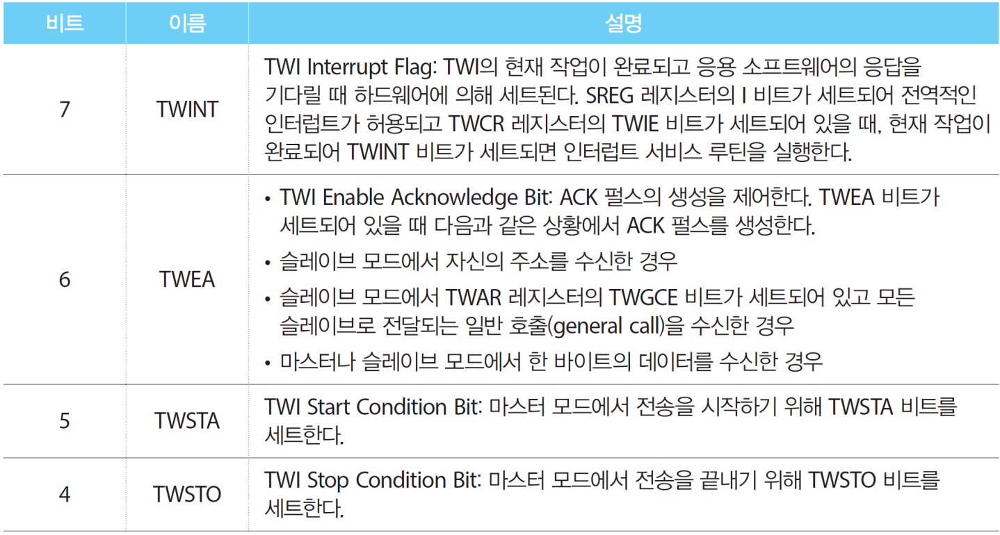 비트 이름 설명
7 TWINT TWI Interrupt Flag: TWI의 현재 작업이 완료되고 응용 소프트웨어의 응답을
기다릴 때 하드웨어에 의해 세트된다. SREG 레지스터의 I 비트가 세트되어 전역적인
인터럽트가 허용되고 TWCR 레지스터의 TWIE 비트가 세트되어 있을 때, 현재 작업이
완료되어 TWINT 비트가 세트되면 인터럽트 서비스 루틴을 실행한다.
6 TWEA • TWI Enable Acknowledge Bit: ACK 펄스의 생성을 제어한다. TWEA 비트가
세트되어 있을 때 다음과 같은 상황에서 ACK 펄스를 생성한다.
• 슬레이브 모드에서 자신의 주소를 수신한 경우
• 슬레이브 모드에서 TWAR 레지스터의 TWGCE 비트가 세트되어 있고 모든
슬레이브로 전달되는 일반 호출(general call)을 수신한 경우
• 마스터나 슬레이브 모드에서 한 바이트의 데이터를 수신한 경우
5 TWSTA TWI Start Condition Bit: 마스터 모드에서 전송을 시작하기 위해 TWSTA 비트를
세트한다.
4 TWSTO TWI Stop Condition Bit: 마스터 모드에서 전송을 끝내기 위해 TWSTO 비트를
세트한다.